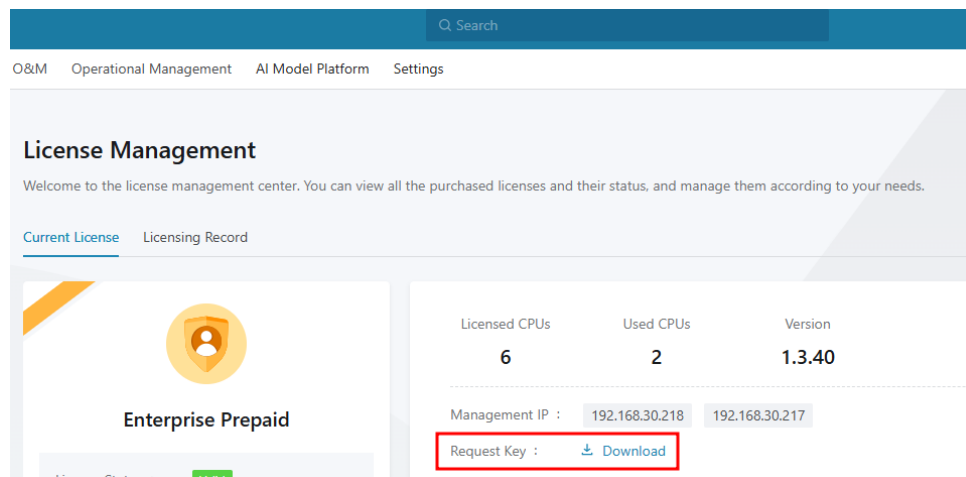 Search
O&M Operational Management AI Model Platform Settings
License Management
Welcome to the license management center. You can view all the purchased licenses and their status, and manage them according to your needs.
Current License Licensing Record
Licensed CPUs Used CPUs Version
6 2 1.3.40
Enterprise Prepaid
Management IP : 192.168.30.218 192.168.30.217
Request Key : Download